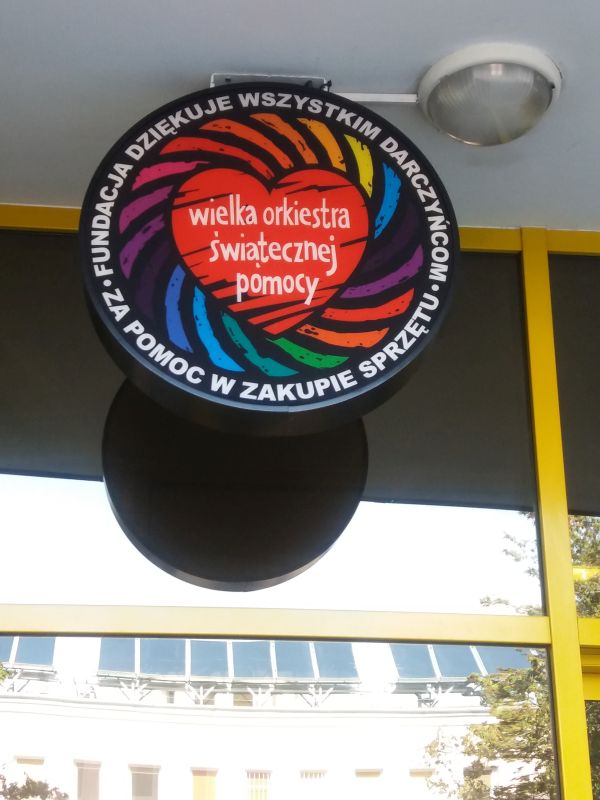 FUNDACJA DZIĘKUJE WSZYSTKIM DARCZYŃCOM
wielka orkiestra
świątecznej
pomocy
• ZA POMOC W ZAKUPIE SPRZĘTU •